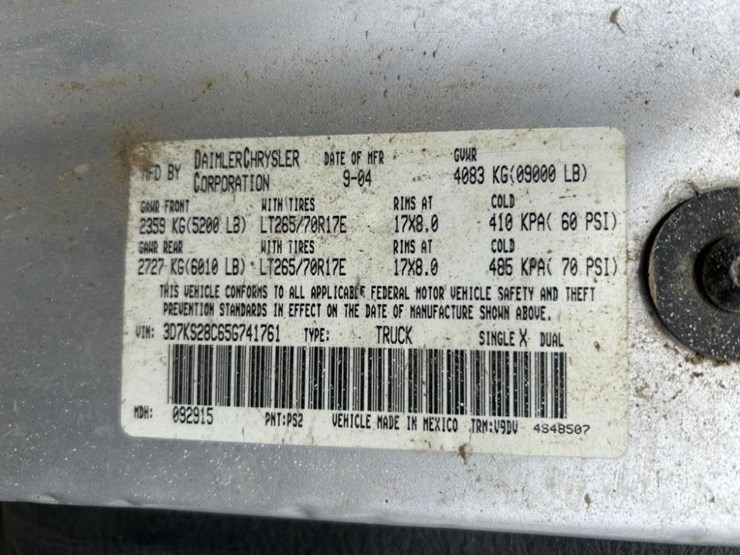 MFD BY DAIMLERCHRYSLER CORPORATION DATE OF MFR 9-04 GVWR 4083 KG(09000 LB)
GAWR FRONT WITH TIRES RIMS AT COLD
2359 KG(5200 LB) LT265/70R17E 17X8.0 410 KPA( 60 PSI)
GAWR REAR WITH TIRES RIMS AT COLD
2727 KG(6010 LB) LT265/70R17E 17X8.0 485 KPA( 70 PSI)
THIS VEHICLE CONFORMS TO ALL APPLICABLE FEDERAL MOTOR VEHICLE SAFETY AND THEFT
PREVENTION STANDARDS IN EFFECT ON THE DATE OF MANUFACTURE SHOWN ABOVE.
VIN: 3D7KS28C65G741761 TYPE: TRUCK SINGLE X DUAL
MDH: 092915 PNT:PS2 VEHICLE MADE IN MEXICO TRM:V9DV 4S48507